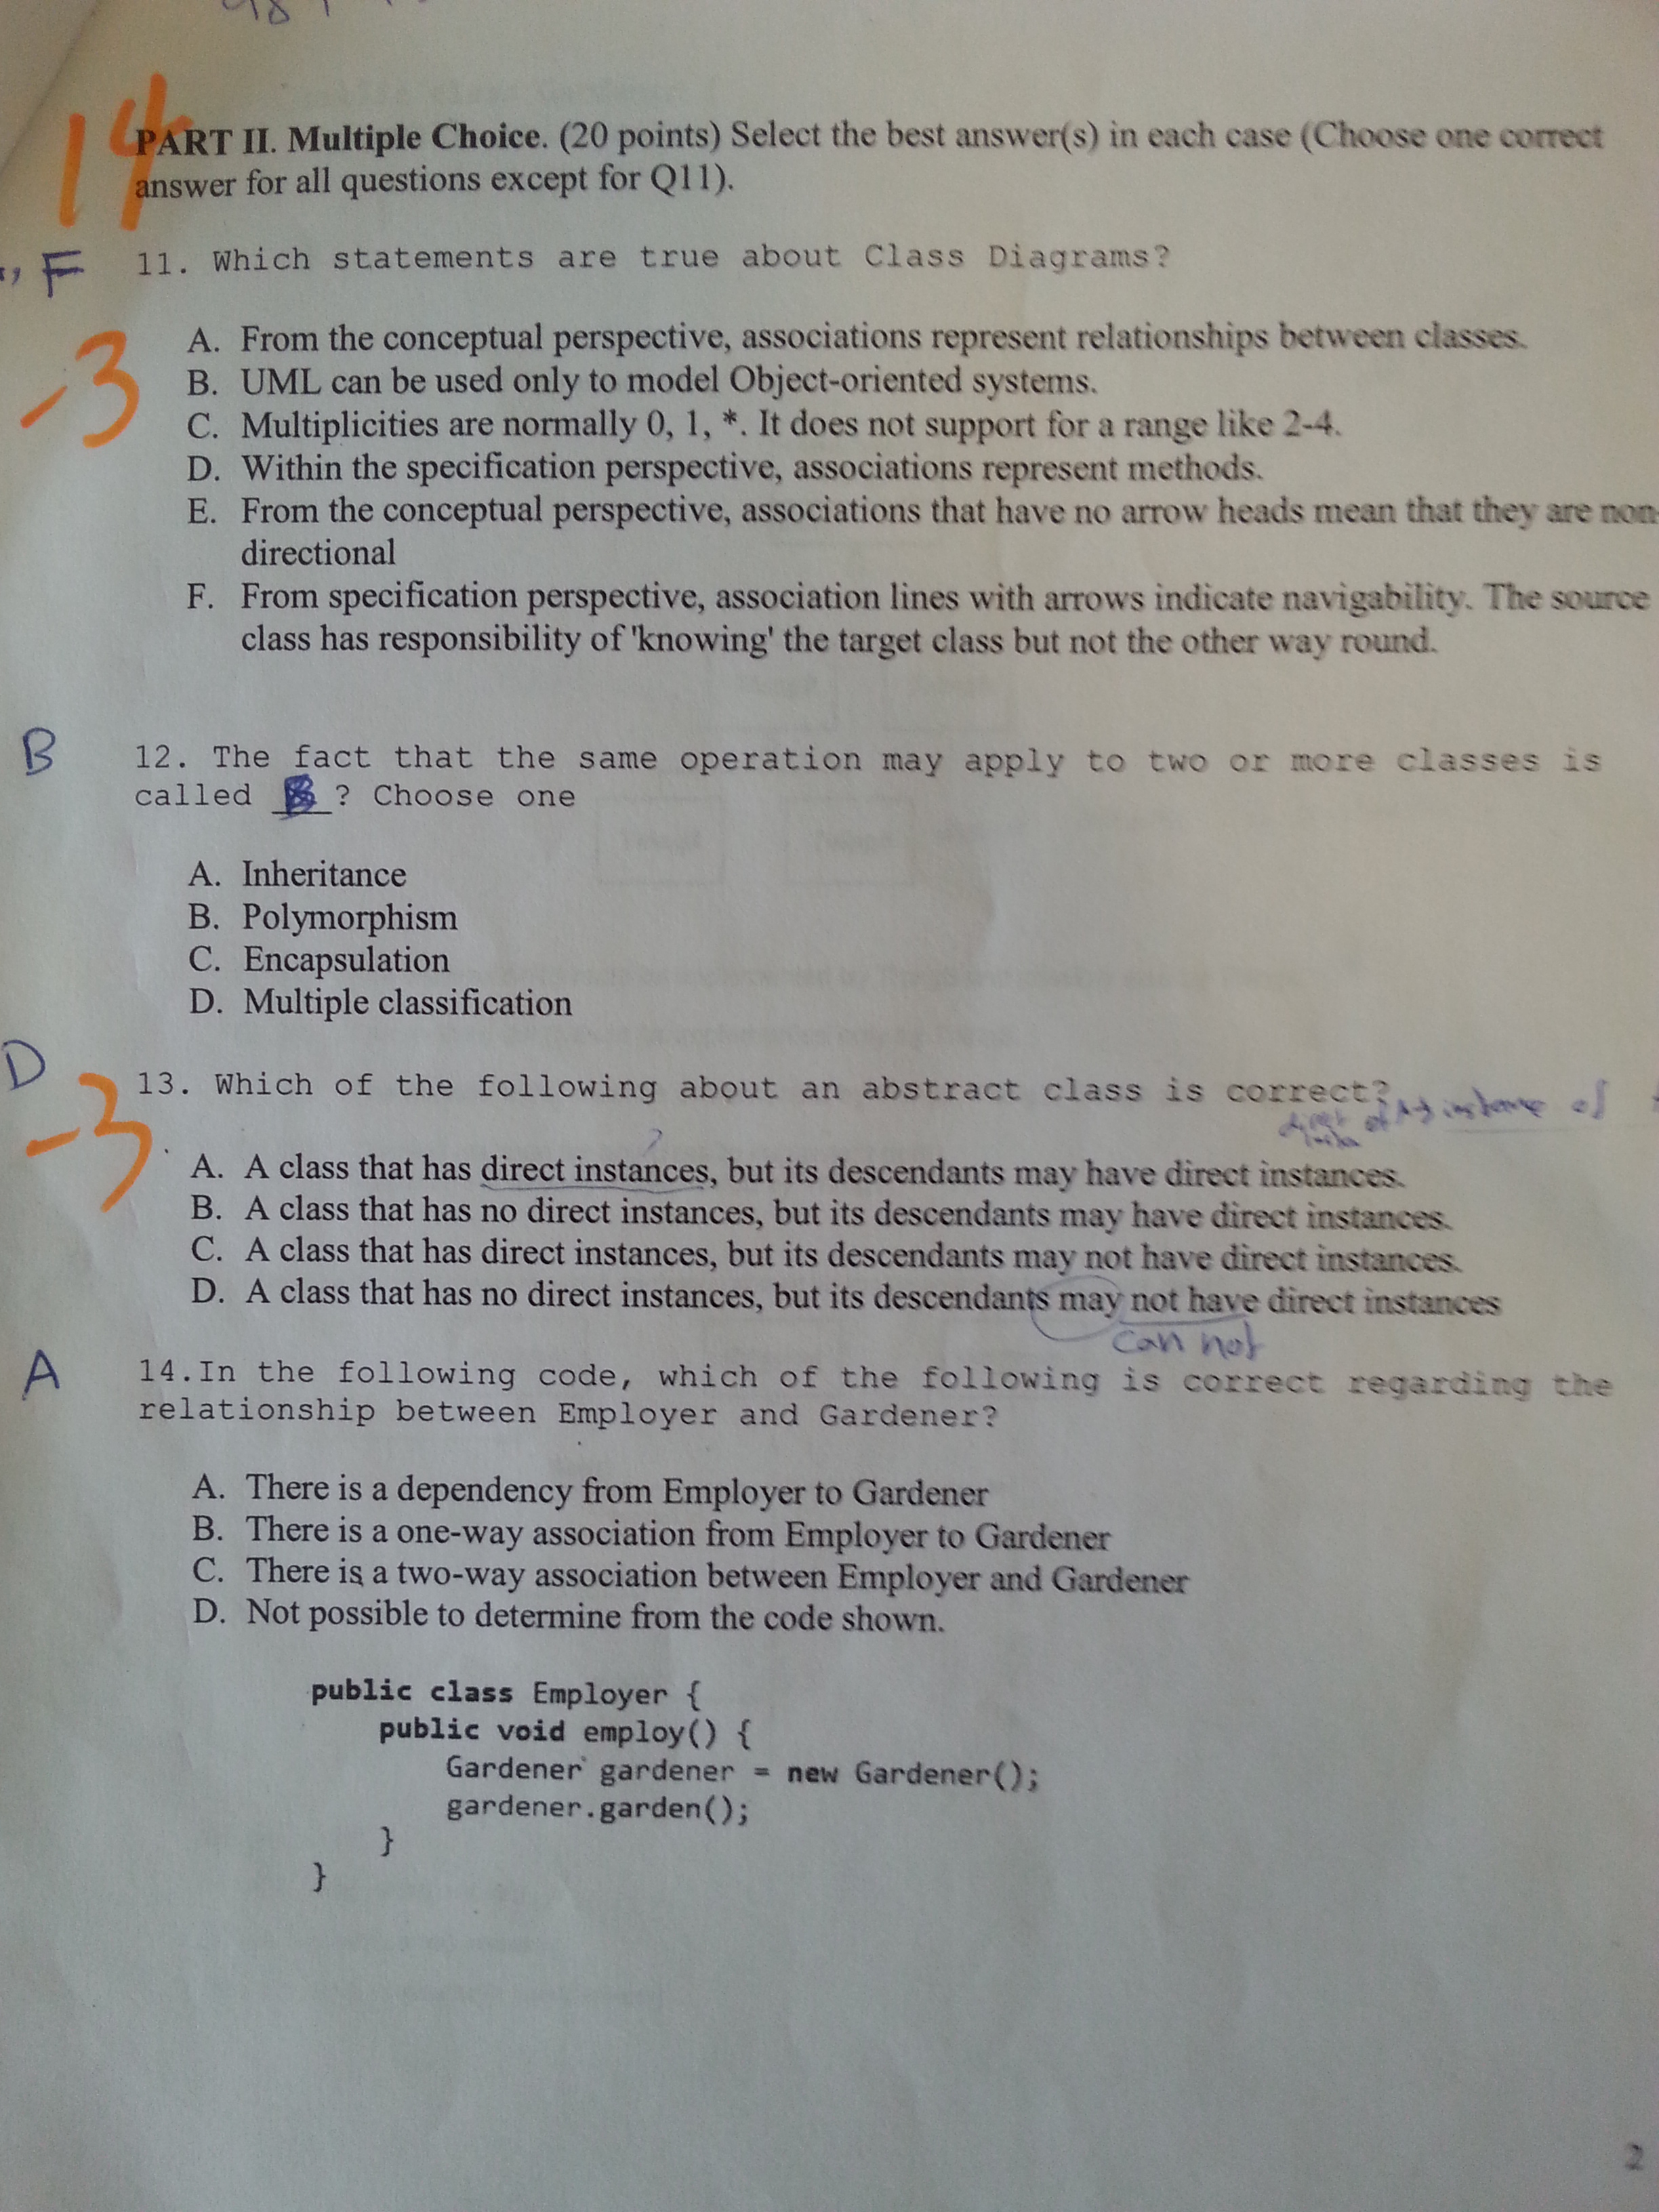 14
PART II. Multiple Choice. (20 points) Select the best answer(s) in each case (Choose one correct
answer for all questions except for Q11).
, F 11. Which statements are true about Class Diagrams?
-3
A. From the conceptual perspective, associations represent relationships between classes.
B. UML can be used only to model Object-oriented systems.
C. Multiplicities are normally 0, 1, *. It does not support for a range like 2-4.
D. Within the specification perspective, associations represent methods.
E. From the conceptual perspective, associations that have no arrow heads mean that they are non-
directional
F. From specification perspective, association lines with arrows indicate navigability. The source
class has responsibility of 'knowing' the target class but not the other way round.
B 12. The fact that the same operation may apply to two or more classes is
called ___? Choose one
A. Inheritance
B. Polymorphism
C. Encapsulation
D. Multiple classification
D 13. Which of the following about an abstract class is correct?
-3
instance of
?
A. A class that has direct instances, but its descendants may have direct instances.
B. A class that has no direct instances, but its descendants may have direct instances.
C. A class that has direct instances, but its descendants may not have direct instances.
D. A class that has no direct instances, but its descendants may not have direct instances
can not
A 14.In the following code, which of the following is correct regarding the
relationship between Employer and Gardener?
A. There is a dependency from Employer to Gardener
B. There is a one-way association from Employer to Gardener
C. There is a two-way association between Employer and Gardener
D. Not possible to determine from the code shown.
public class Employer {
public void employ() {
Gardener gardener = new Gardener();
gardener.garden();
}
}
2